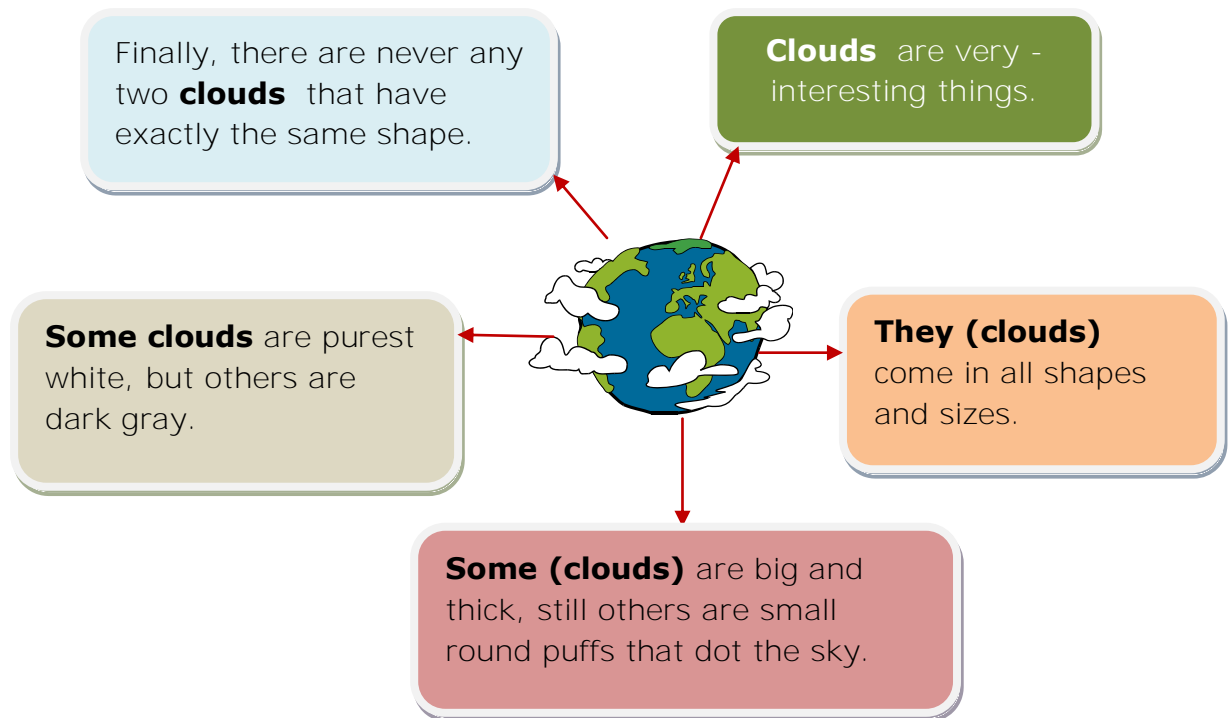 Finally, there are never any
two clouds that have
exactly the same shape.
Clouds are very -
interesting things.
Some clouds are purest
white, but others are
dark gray.
They (clouds)
come in all shapes
and sizes.
Some (clouds) are big and
thick, still others are small
round puffs that dot the sky.